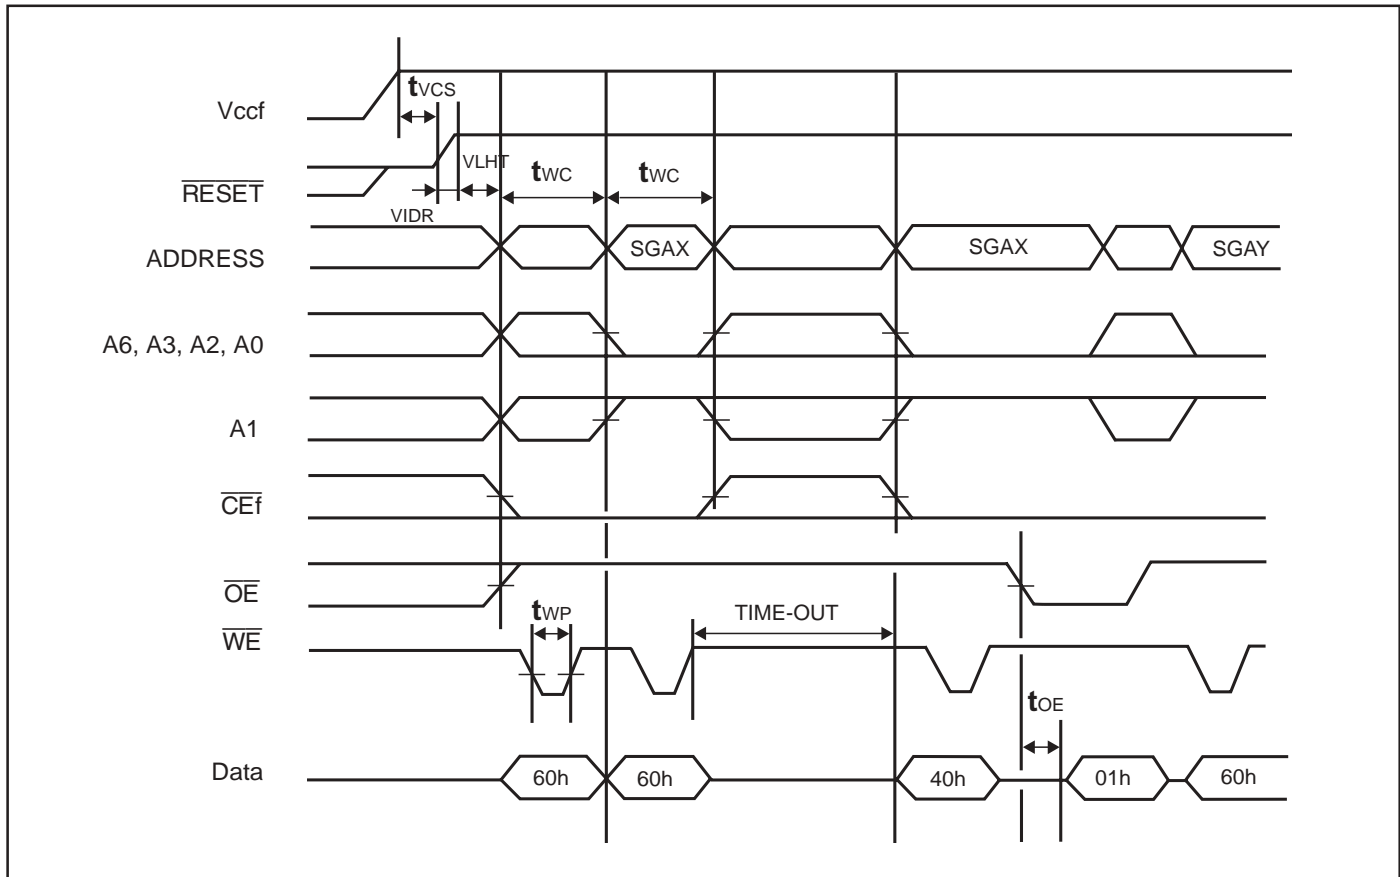 tVCS
Vccf
VLHT
tWC
tWC
RESET
VIDR
ADDRESS
SGAX
SGAX
SGAY
A6, A3, A2, A0
A1
CEf
OE
tWP
TIME-OUT
WE
tOE
Data
60h
60h
40h
01h
60h